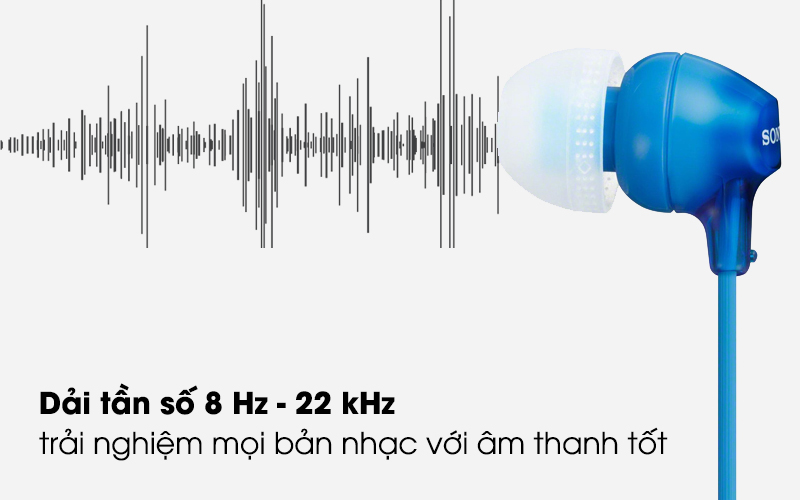 Dải tần số 8 Hz - 22 kHz
trải nghiệm mọi bản nhạc với âm thanh tốt